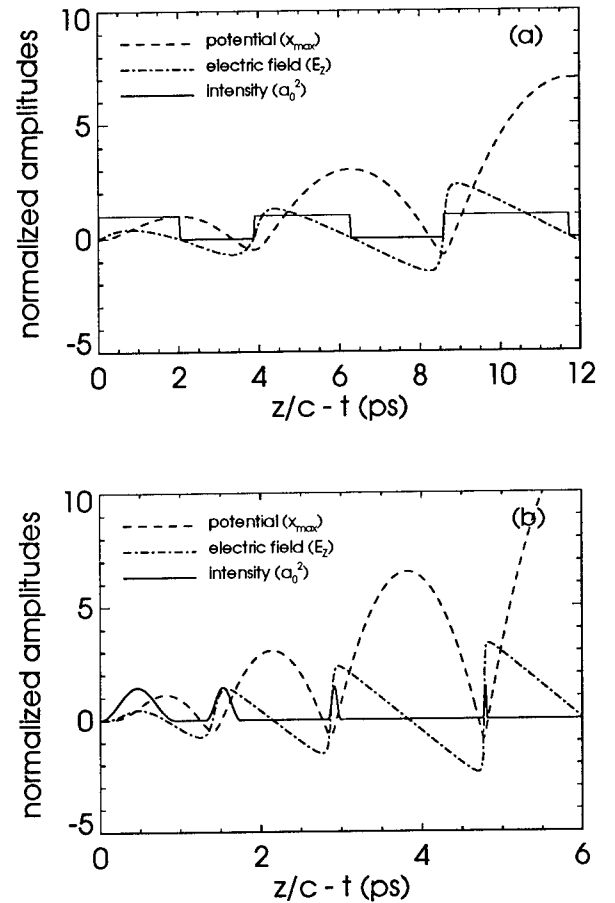 (a)
potential (x_max)
electric field (E_z)
intensity (a_0^2)
normalized amplitudes
10
5
0
-5
0 2 4 6 8 10 12
z/c - t (ps)
(b)
potential (x_max)
electric field (E_z)
intensity (a_0^2)
normalized amplitudes
10
5
0
-5
0 2 4 6
z/c - t (ps)